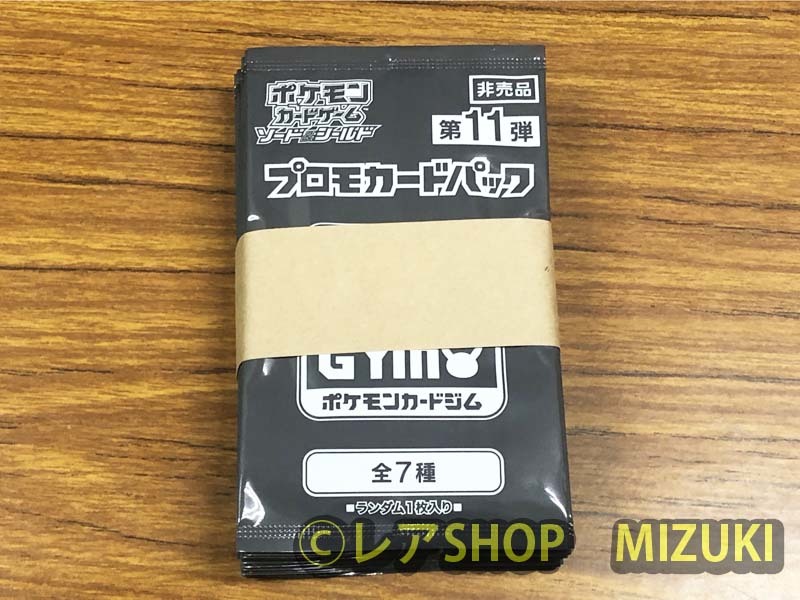 ポケモン
カードゲーム
ソード&シールド
非売品
第11弾
プロモカードパック
GYM
ポケモンカードジム
全7種
■ランダム1枚入り■
©レアSHOP MIZUKI